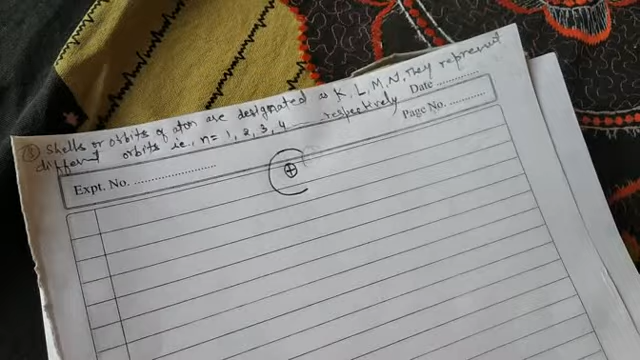 (3) Shells or orbits of atom are designated as K, L, M, N. They represent
different orbits ie., n = 1, 2, 3, 4 respectively
Date ..............
Page No. ............
Expt. No. ........................